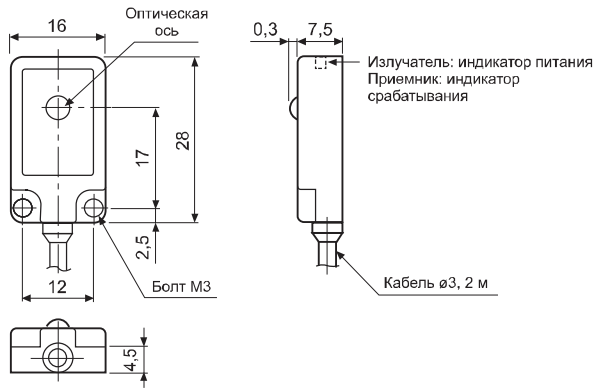 Оптическая
ось
16
0,3
7,5
Излучатель: индикатор питания
Приемник: индикатор
срабатывания
17
28
2,5
12
Болт М3
Кабель ø3, 2 м
4,5